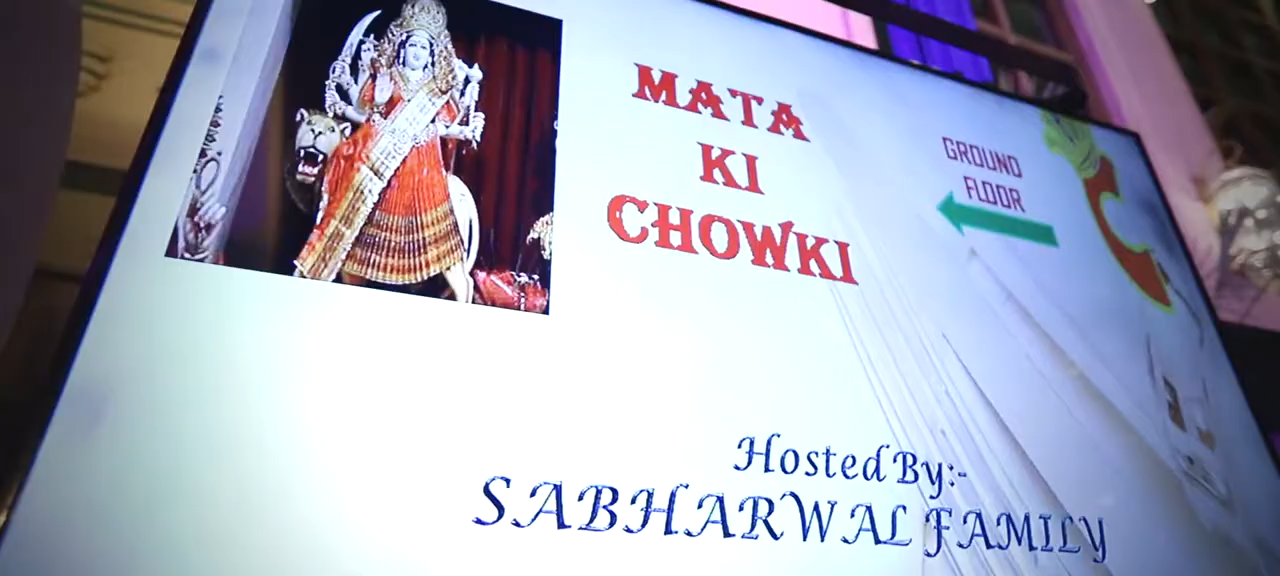 MATA
KI
CHOWKI
GROUND
FLOOR
Hosted By:-
SABHARWAL FAMILY